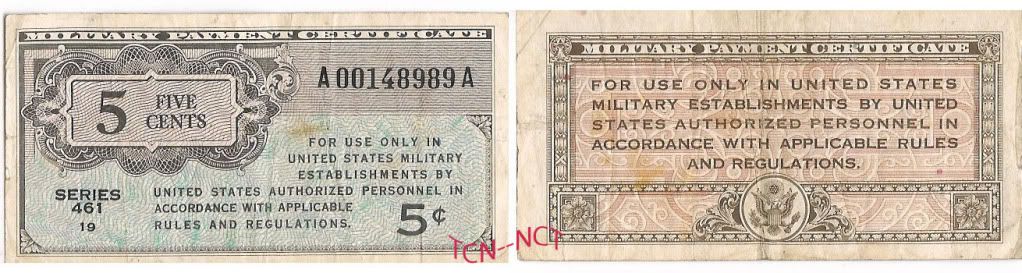 MILITARY PAYMENT CERTIFICATE
A00148989A
5 FIVE
CENTS
FOR USE ONLY IN
UNITED STATES MILITARY
ESTABLISHMENTS BY
UNITED STATES AUTHORIZED PERSONNEL IN
ACCORDANCE WITH APPLICABLE
RULES AND REGULATIONS.
SERIES
461
19
5¢
TCN--NCT
MILITARY PAYMENT CERTIFICATE
FOR USE ONLY IN UNITED STATES
MILITARY ESTABLISHMENTS BY UNITED
STATES AUTHORIZED PERSONNEL IN
ACCORDANCE WITH APPLICABLE RULES
AND REGULATIONS.